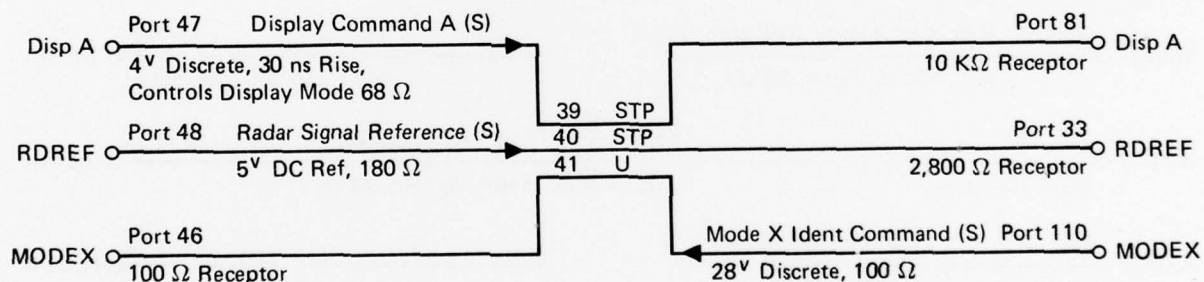 Port 47 Display Command A (S) Port 81
Disp A Disp A
4V Discrete, 30 ns Rise, 10 KΩ Receptor
Controls Display Mode 68 Ω
39 STP
Port 48 Radar Signal Reference (S) 40 STP Port 33
RDREF RDREF
5V DC Ref, 180 Ω 41 U 2,800 Ω Receptor
Port 46 Mode X Ident Command (S) Port 110
MODEX MODEX
100 Ω Receptor 28V Discrete, 100 Ω